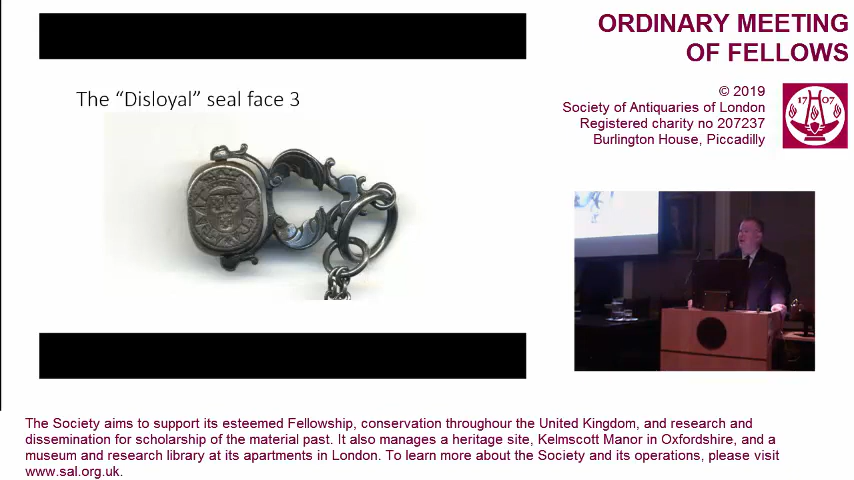 ORDINARY MEETING
OF FELLOWS
© 2019
Society of Antiquaries of London
Registered charity no 207237
Burlington House, Piccadilly
17 07
The “Disloyal” seal face 3
The Society aims to support its esteemed Fellowship, conservation throughour the United Kingdom, and research and
dissemination for scholarship of the material past. It also manages a heritage site, Kelmscott Manor in Oxfordshire, and a
museum and research library at its apartments in London. To learn more about the Society and its operations, please visit
www.sal.org.uk.